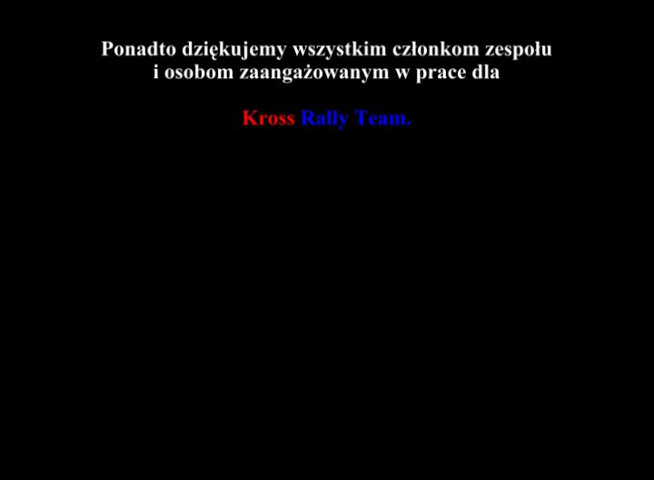 Ponadto dziękujemy wszystkim członkom zespołu
i osobom zaangażowanym w prace dla
Kross Rally Team.